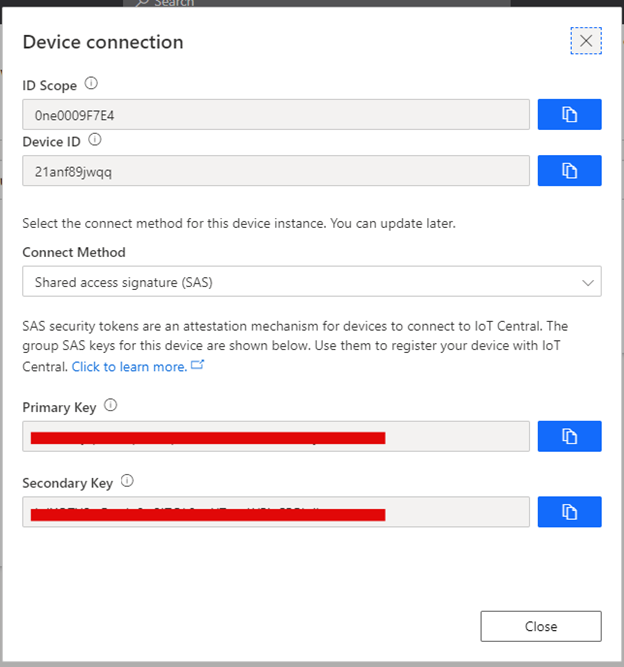 Search
Device connection
ID Scope
0ne0009F7E4
Device ID
21anf89jwqq
Select the connect method for this device instance. You can update later.
Connect Method
Shared access signature (SAS)
SAS security tokens are an attestation mechanism for devices to connect to IoT Central. The
group SAS keys for this device are shown below. Use them to register your device with IoT
Central. Click to learn more.
Primary Key
Secondary Key
Close